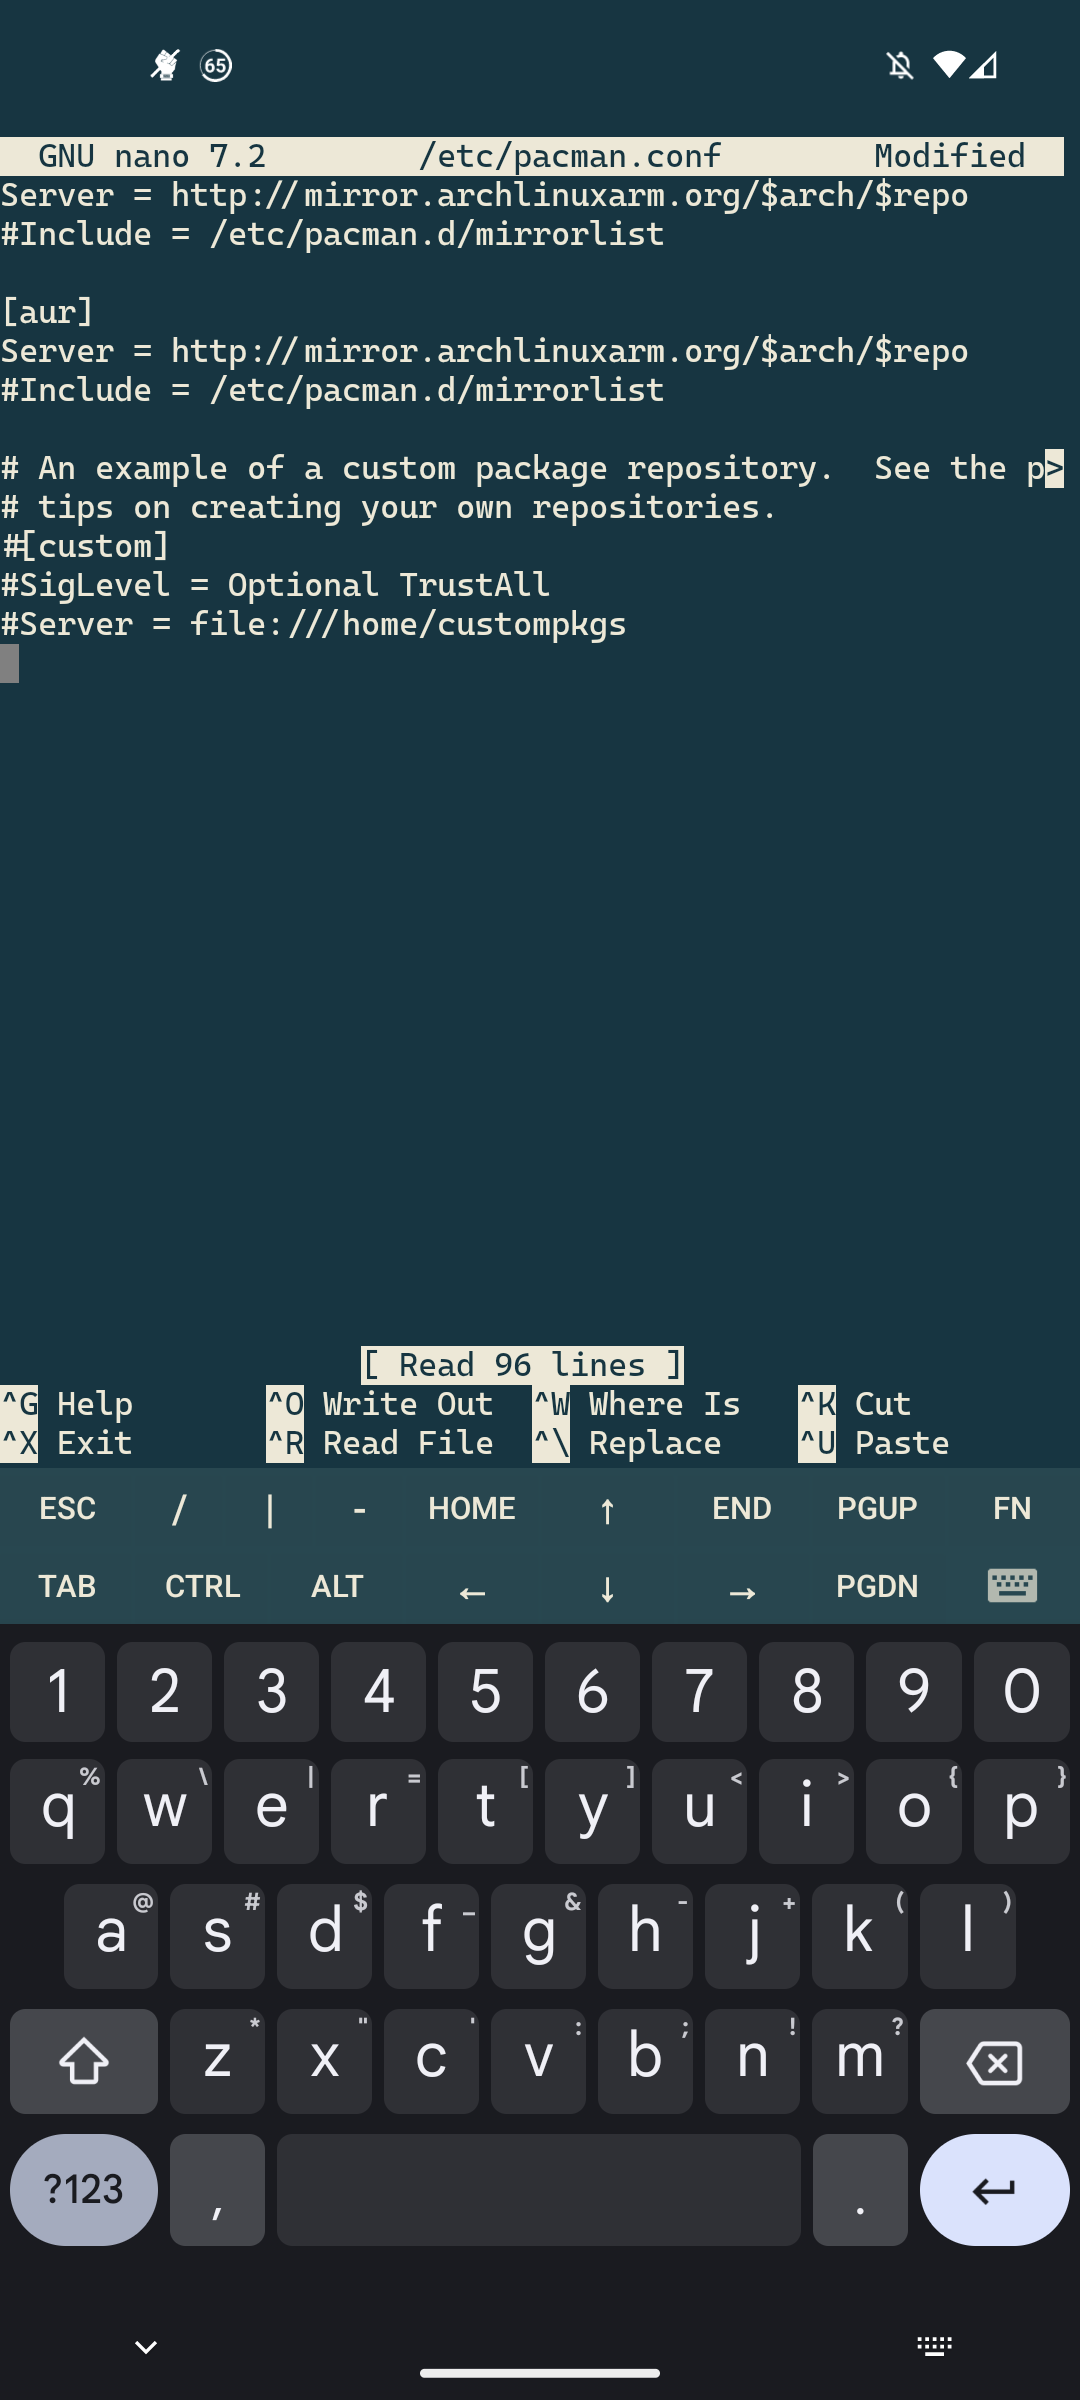 65
GNU nano 7.2 /etc/pacman.conf Modified
Server = http://mirror.archlinuxarm.org/$arch/$repo
#Include = /etc/pacman.d/mirrorlist
[aur]
Server = http://mirror.archlinuxarm.org/$arch/$repo
#Include = /etc/pacman.d/mirrorlist
# An example of a custom package repository.  See the p>
# tips on creating your own repositories.
#[custom]
#SigLevel = Optional TrustAll
#Server = file:///home/custompkgs
[ Read 96 lines ]
^G Help ^O Write Out ^W Where Is ^K Cut
^X Exit ^R Read File ^\ Replace ^U Paste
ESC / | - HOME ↑ END PGUP FN
TAB CTRL ALT ← ↓ → PGDN
1 2 3 4 5 6 7 8 9 0
q % w \ e | r = t [ y ] u < i > o { p }
a @ s # d $ f _ g & h - j + k ( l )
z * x " c ' v : b ; n ! m ?
?123 , .